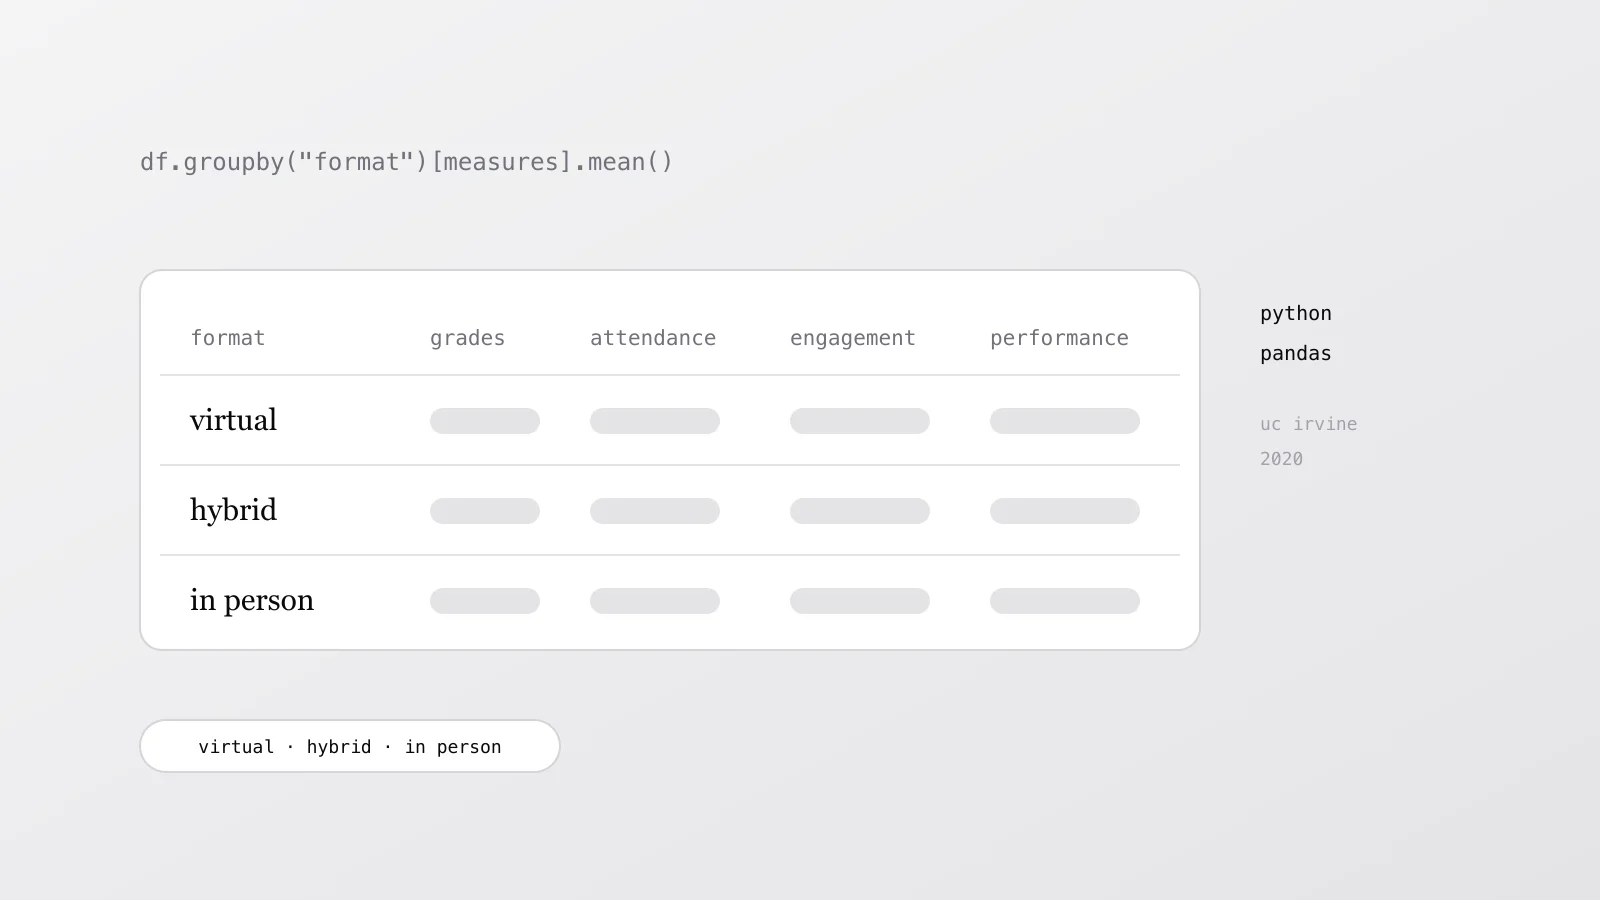 df.groupby("format")[measures].mean()
format grades attendance engagement performance
virtual
hybrid
in person
python
pandas
uc irvine
2020
virtual · hybrid · in person